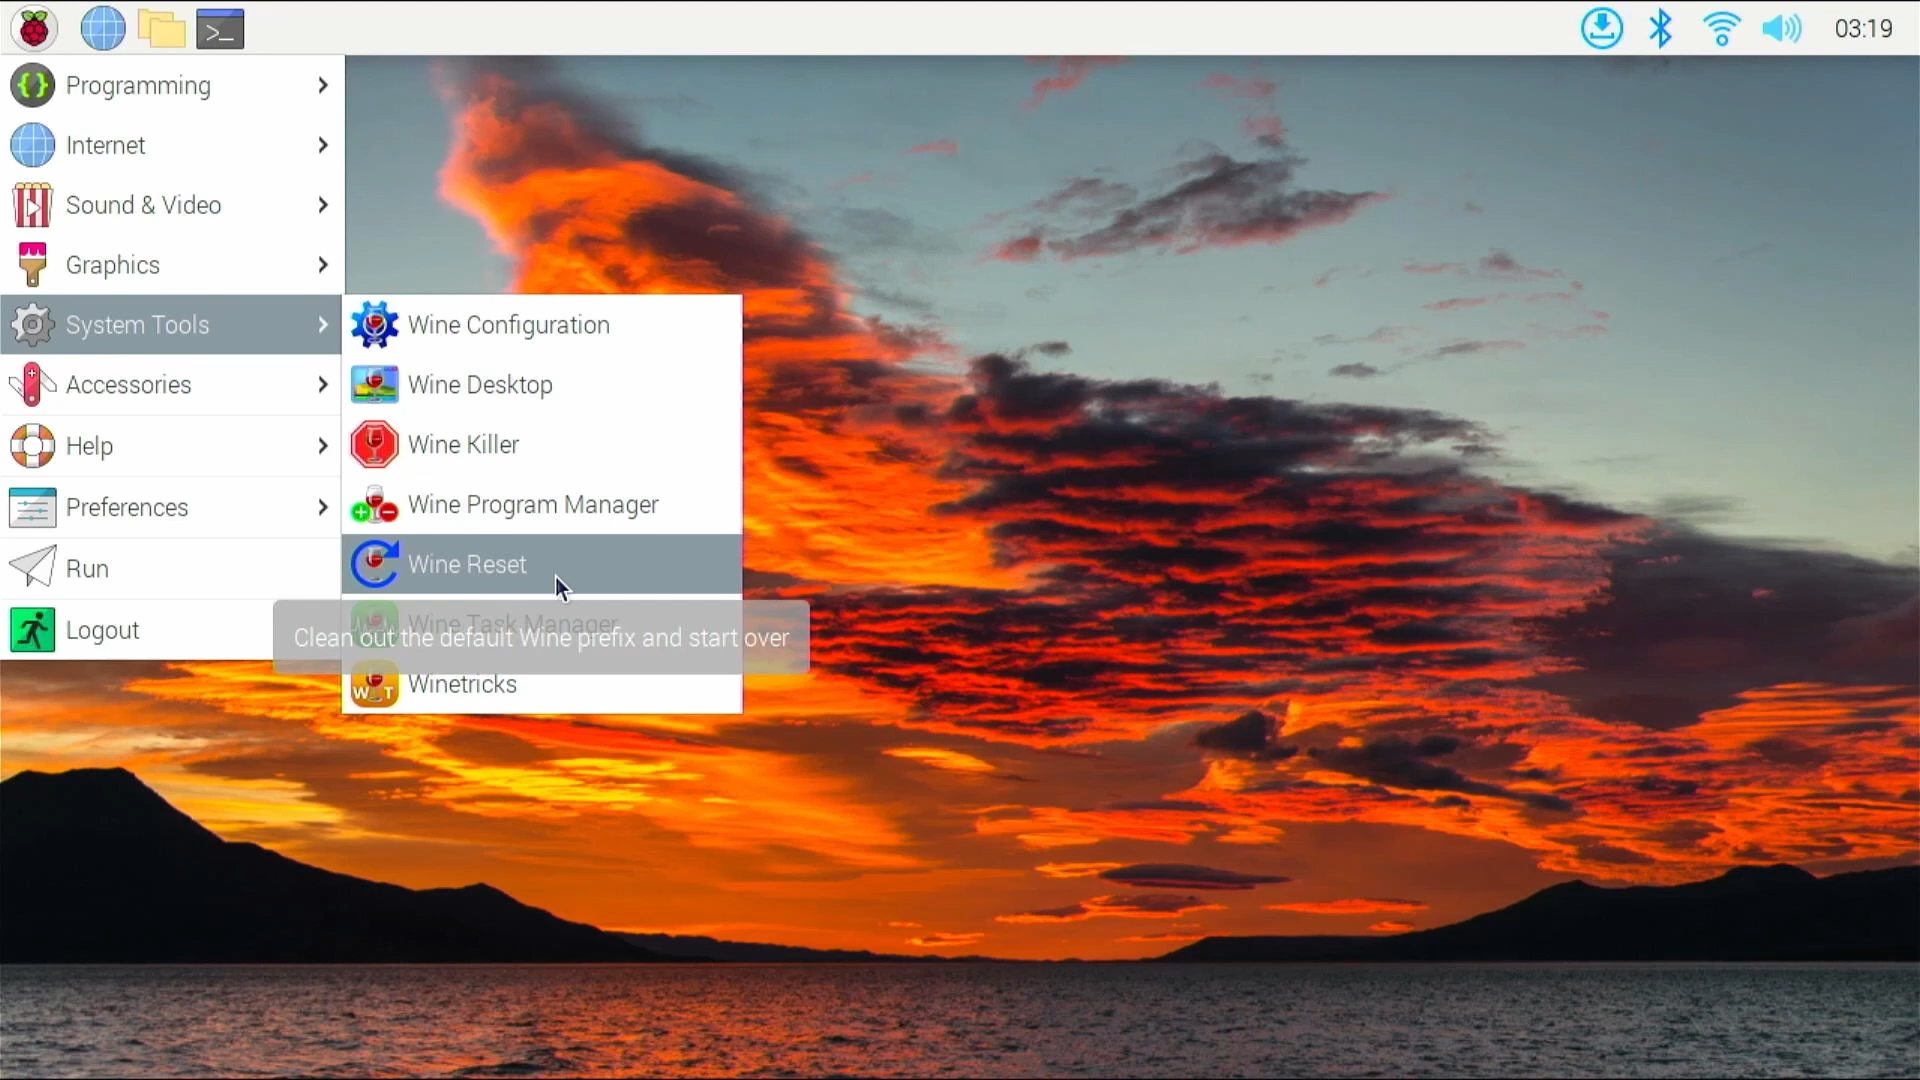 03:19
Programming
Internet
Sound & Video
Graphics
System Tools
Accessories
Help
Preferences
Run
Logout
Wine Configuration
Wine Desktop
Wine Killer
Wine Program Manager
Wine Reset
Wine Task Manager
Clean out the default Wine prefix and start over
W T
Winetricks